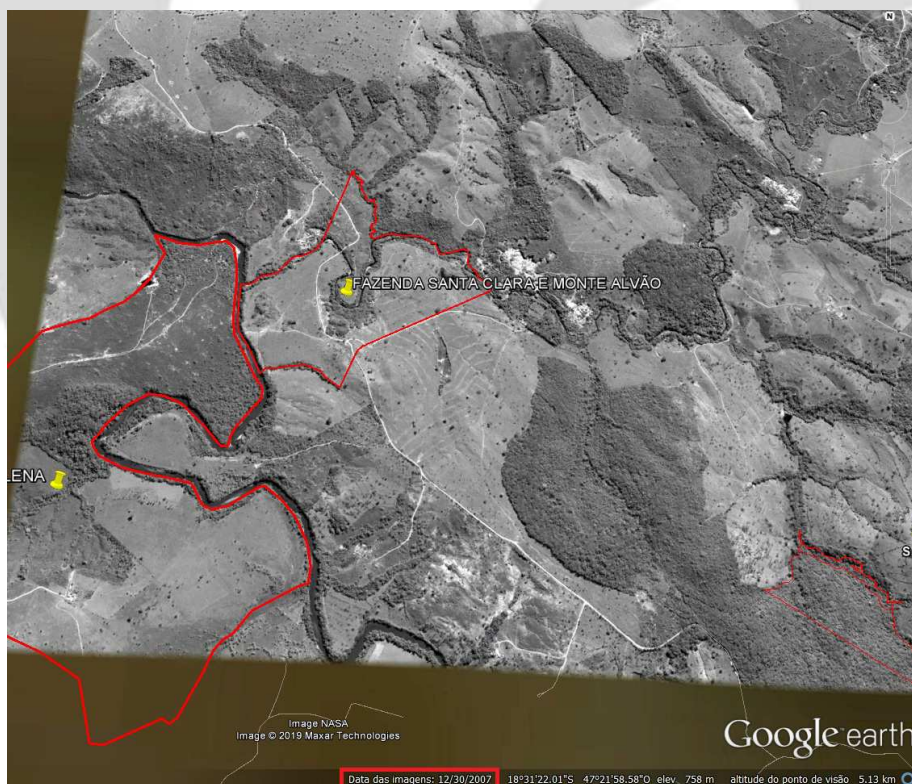 N
FAZENDA SANTA CLARA E MONTE ALVÃO
LENA
S
Image NASA
Image © 2019 Maxar Technologies
Google earth
Data das imagens: 12/30/2007 18°31'22.01"S 47°21'58.58"O elev 758 m altitude do ponto de visão 5.13 km